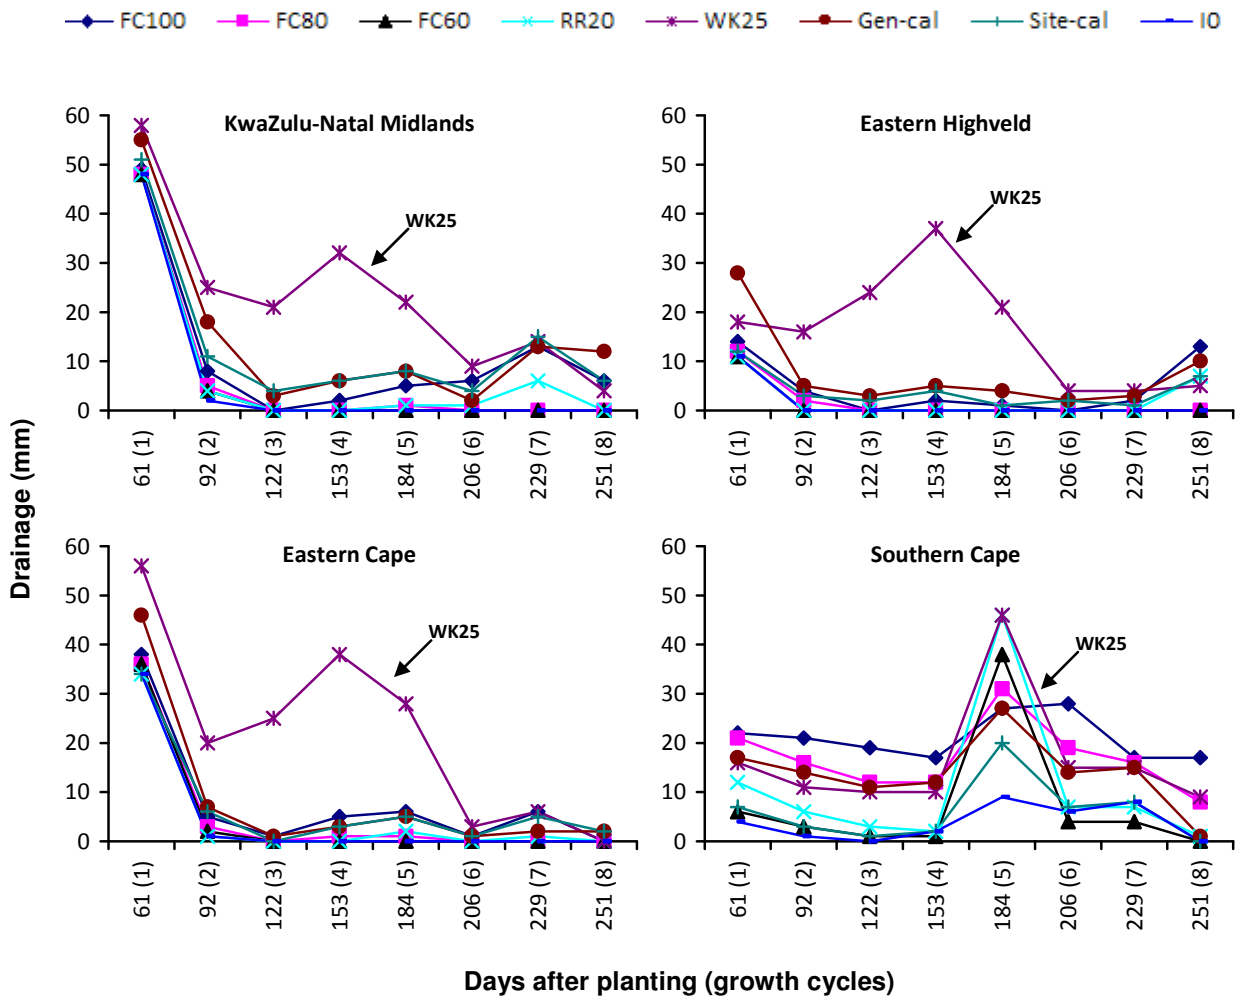 FC100 FC80 FC60 RR20 WK25 Gen-cal Site-cal I0
KwaZulu-Natal Midlands
60
50
40
30
20
10
0
WK25
61 (1) 92 (2) 122 (3) 153 (4) 184 (5) 206 (6) 229 (7) 251 (8)
Eastern Highveld
60
50
40
30
20
10
0
WK25
61 (1) 92 (2) 122 (3) 153 (4) 184 (5) 206 (6) 229 (7) 251 (8)
Drainage (mm)
Eastern Cape
60
50
40
30
20
10
0
WK25
61 (1) 92 (2) 122 (3) 153 (4) 184 (5) 206 (6) 229 (7) 251 (8)
Southern Cape
60
50
40
30
20
10
0
WK25
61 (1) 92 (2) 122 (3) 153 (4) 184 (5) 206 (6) 229 (7) 251 (8)
Days after planting (growth cycles)